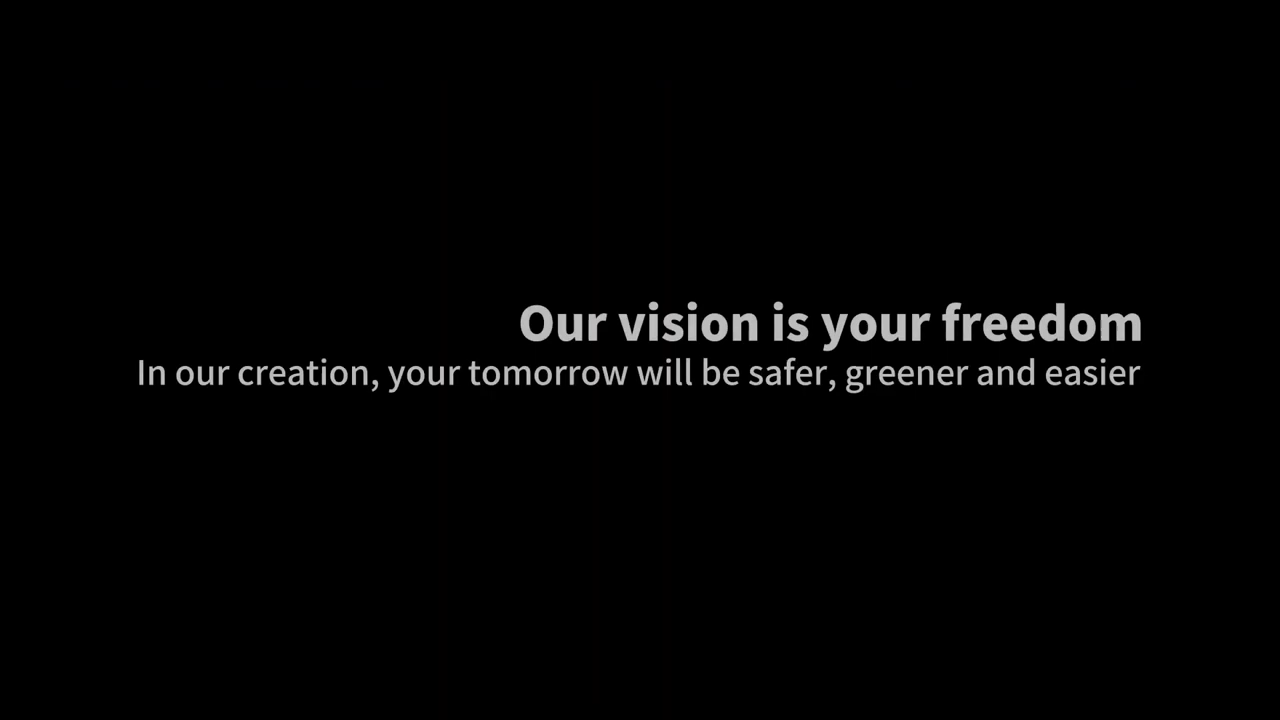 Our vision is your freedom
In our creation, your tomorrow will be safer, greener and easier